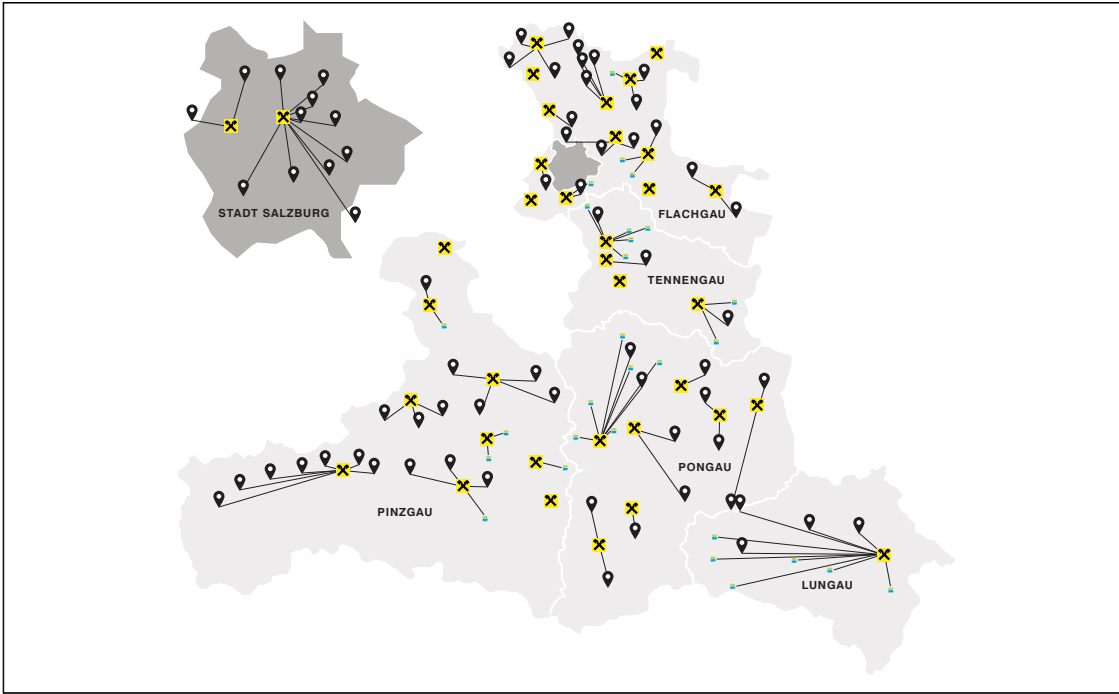 STADT SALZBURG
FLACHGAU
TENNENGAU
PONGAU
PINZGAU
LUNGAU